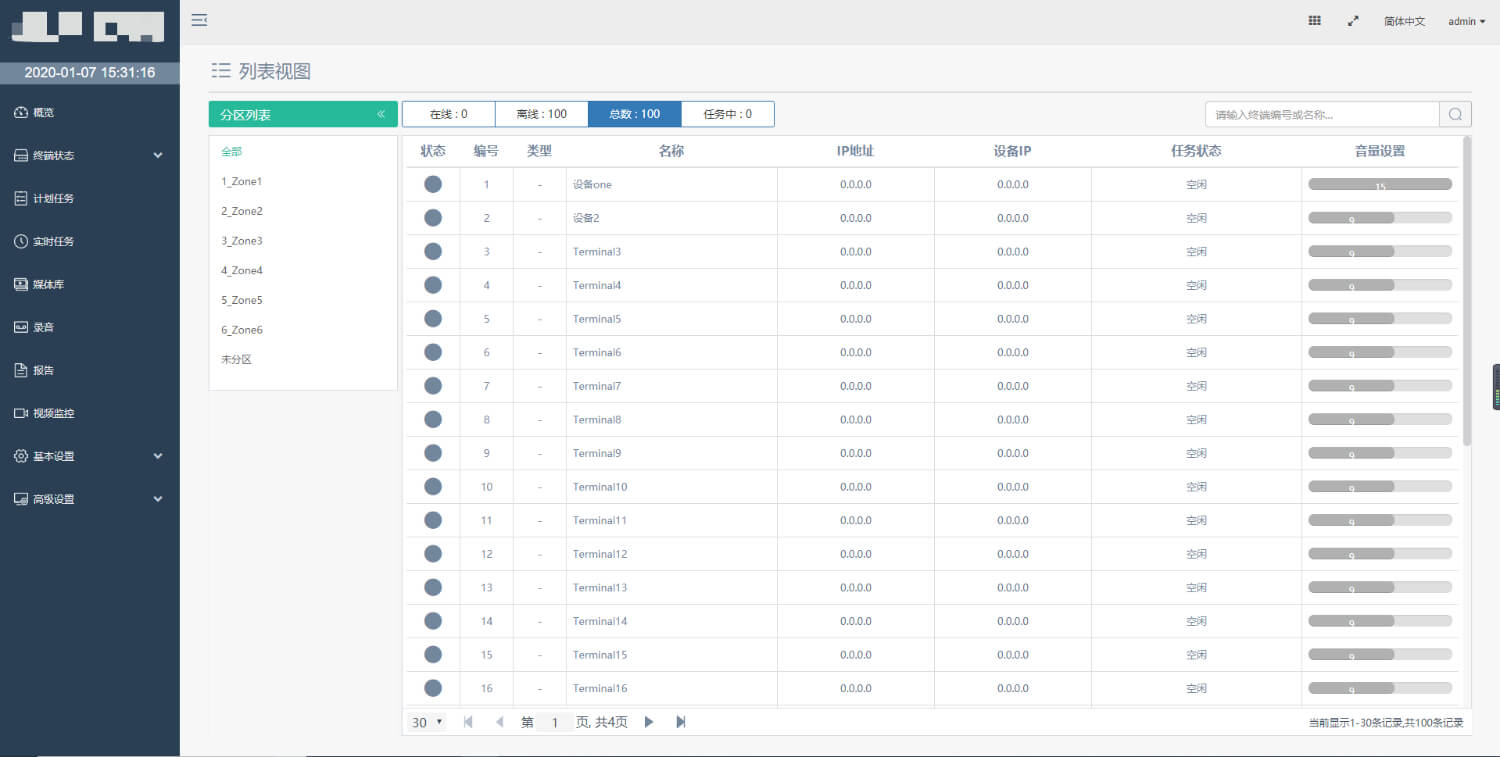 简体中文 admin
2020-01-07 15:31:16
概览
终端状态
计划任务
实时任务
媒体库
录音
报告
视频监控
基本设置
高级设置
列表视图
分区列表
全部
1_Zone1
2_Zone2
3_Zone3
4_Zone4
5_Zone5
6_Zone6
未分区
在线 : 0 离线 : 100 总数 : 100 任务中 : 0
请输入终端编号或名称...
状态 编号 类型 名称 IP地址 设备IP 任务状态 音量设置
1 - 设备one 0.0.0.0 0.0.0.0 空闲 15
2 - 设备2 0.0.0.0 0.0.0.0 空闲 9
3 - Terminal3 0.0.0.0 0.0.0.0 空闲 9
4 - Terminal4 0.0.0.0 0.0.0.0 空闲 9
5 - Terminal5 0.0.0.0 0.0.0.0 空闲 9
6 - Terminal6 0.0.0.0 0.0.0.0 空闲 9
7 - Terminal7 0.0.0.0 0.0.0.0 空闲 9
8 - Terminal8 0.0.0.0 0.0.0.0 空闲 9
9 - Terminal9 0.0.0.0 0.0.0.0 空闲 9
10 - Terminal10 0.0.0.0 0.0.0.0 空闲 9
11 - Terminal11 0.0.0.0 0.0.0.0 空闲 9
12 - Terminal12 0.0.0.0 0.0.0.0 空闲 9
13 - Terminal13 0.0.0.0 0.0.0.0 空闲 9
14 - Terminal14 0.0.0.0 0.0.0.0 空闲 9
15 - Terminal15 0.0.0.0 0.0.0.0 空闲 9
16 - Terminal16 0.0.0.0 0.0.0.0 空闲 9
30 第 1 页, 共4页 当前显示1-30条记录,共100条记录